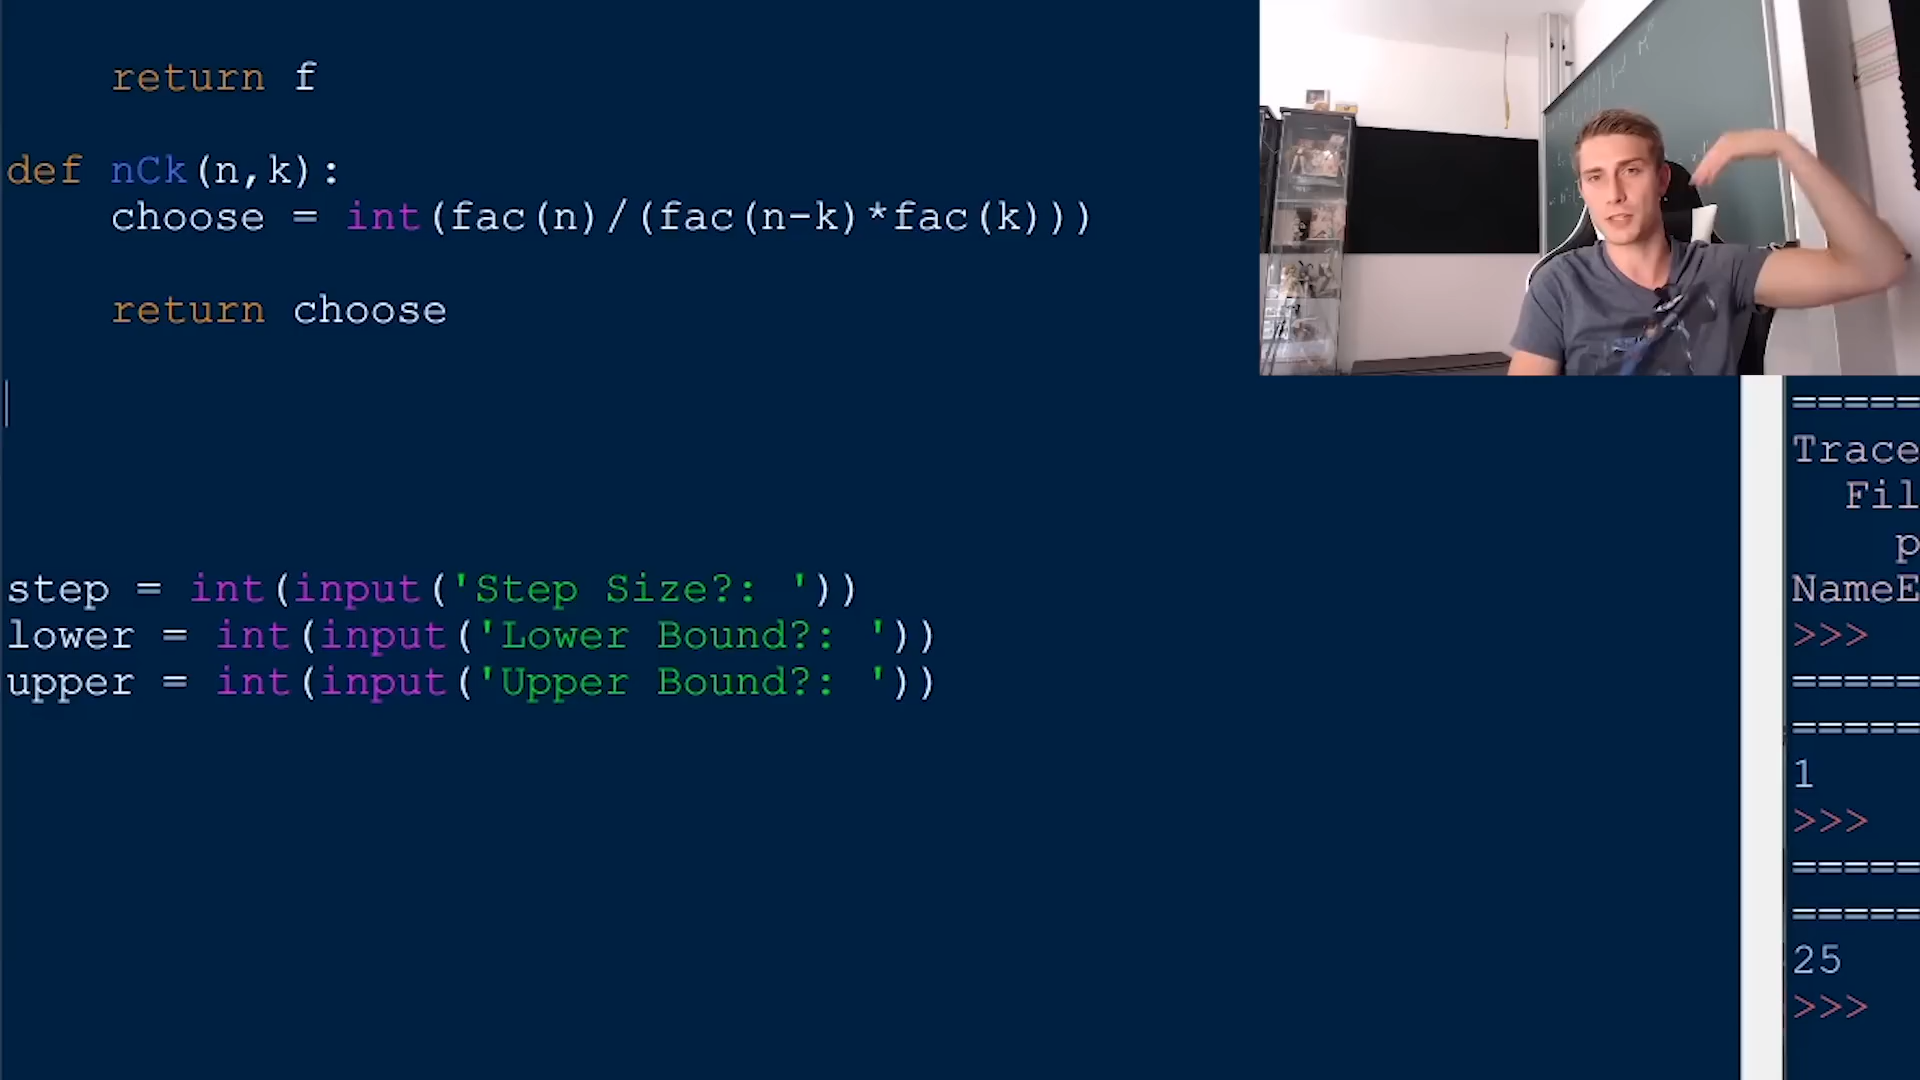 return f
def nCk(n,k):
choose = int(fac(n)/(fac(n-k)*fac(k)))
return choose
step = int(input('Step Size?: '))
lower = int(input('Lower Bound?: '))
upper = int(input('Upper Bound?: '))
=====
Trace
Fil
p
NameE
>>>
=====
=====
1
>>>
=====
=====
25
>>>